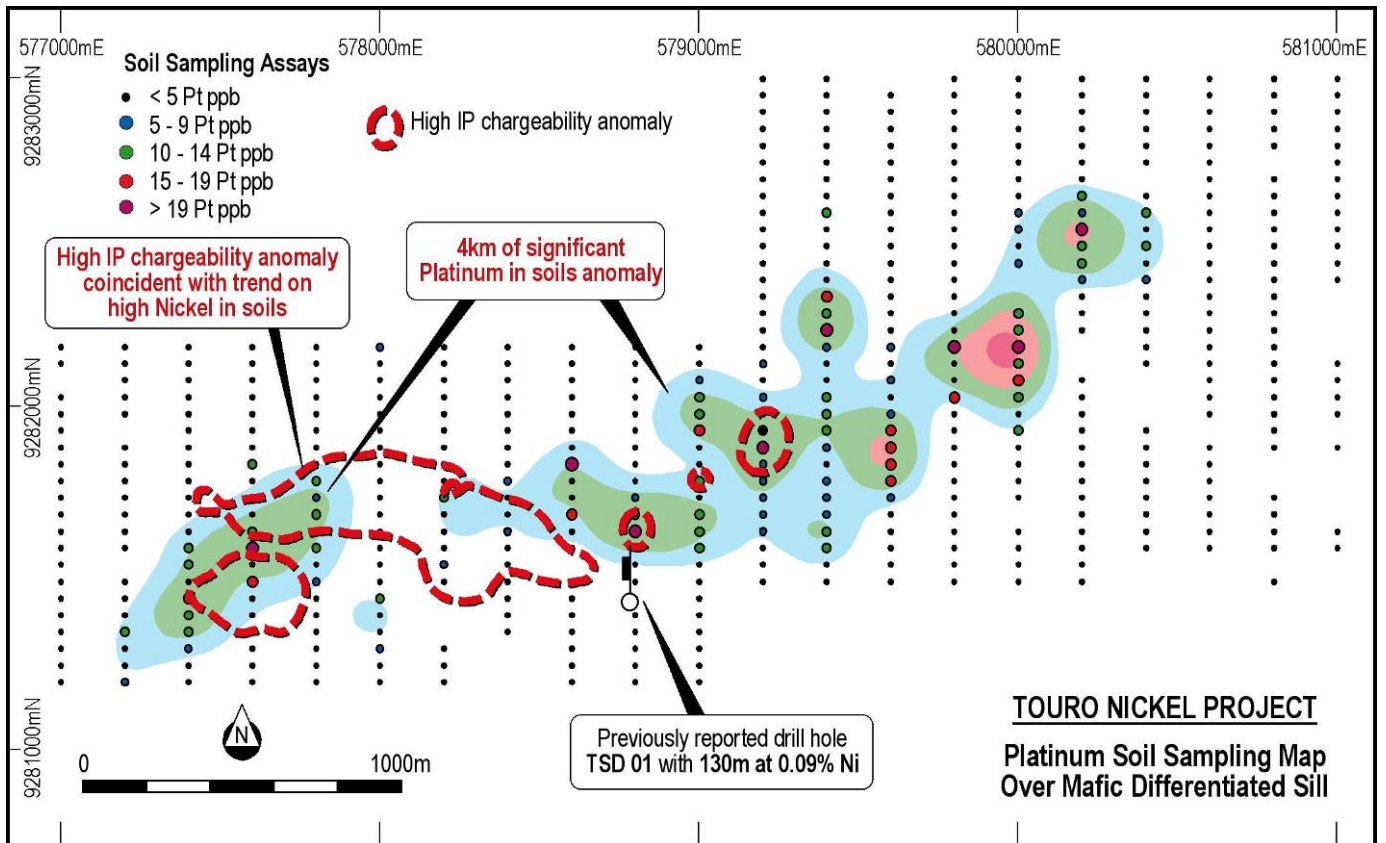 577000mE
578000mE
579000mE
580000mE
581000mE
9283000mN
9282000mN
9281000mN
Soil Sampling Assays
< 5 Pt ppb
5 - 9 Pt ppb
10 - 14 Pt ppb
15 - 19 Pt ppb
> 19 Pt ppb
High IP chargeability anomaly
High IP chargeability anomaly
coincident with trend on
high Nickel in soils
4km of significant
Platinum in soils anomaly
N
0
1000m
Previously reported drill hole
TSD 01 with 130m at 0.09% Ni
TOURO NICKEL PROJECT
Platinum Soil Sampling Map
Over Mafic Differentiated Sill